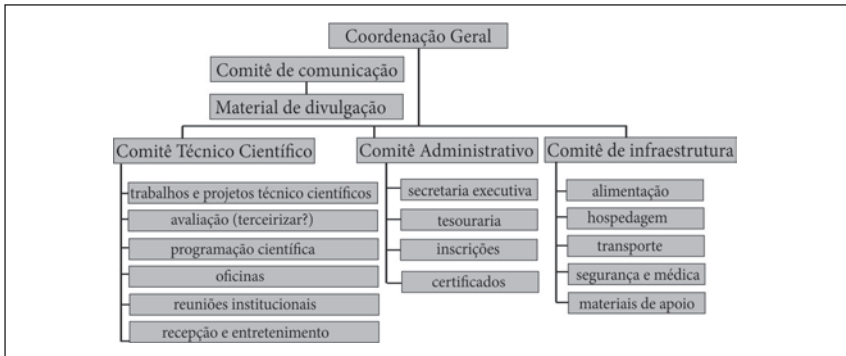 Coordenação Geral
Comitê de comunicação
Material de divulgação
Comitê Técnico Científico
trabalhos e projetos técnico científicos
avaliação (terceirizar?)
programação científica
oficinas
reuniões institucionais
recepção e entretenimento
Comitê Administrativo
secretaria executiva
tesouraria
inscrições
certificados
Comitê de infraestrutura
alimentação
hospedagem
transporte
segurança e médica
materiais de apoio